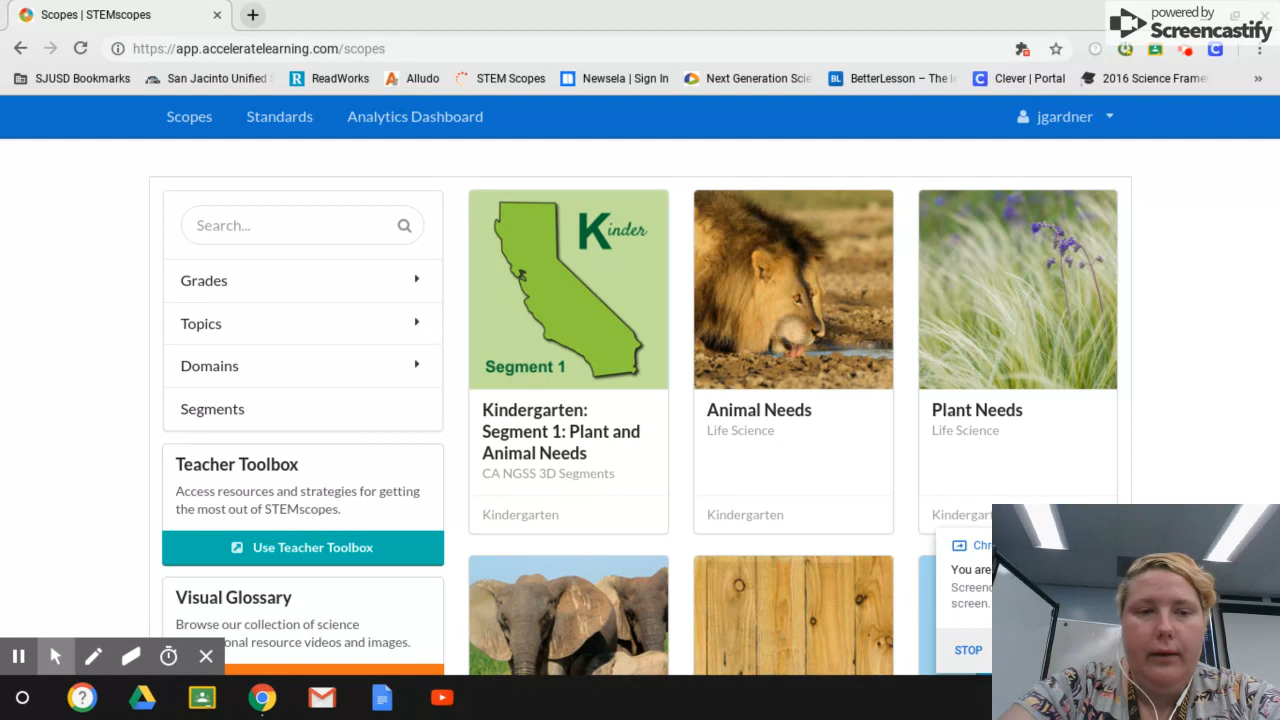 Scopes | STEMscopes
powered by
Screencastify
https://app.acceleratelearning.com/scopes
SJUSD Bookmarks
San Jacinto Unified
ReadWorks
Alludo
STEM Scopes
Newsela | Sign In
Next Generation Scie
BL BetterLesson – The le
C Clever | Portal
2016 Science Frame
»
Scopes
Standards
Analytics Dashboard
jgardner
Search...
Grades
Topics
Domains
Segments
Teacher Toolbox
Access resources and strategies for getting
the most out of STEMscopes.
Use Teacher Toolbox
Visual Glossary
Browse our collection of science
onal resource videos and images.
Kinder
Segment 1
Kindergarten:
Segment 1: Plant and
Animal Needs
CA NGSS 3D Segments
Kindergarten
Animal Needs
Life Science
Kindergarten
Plant Needs
Life Science
Kindergart
Chr
You are
Screenc
screen.
STOP